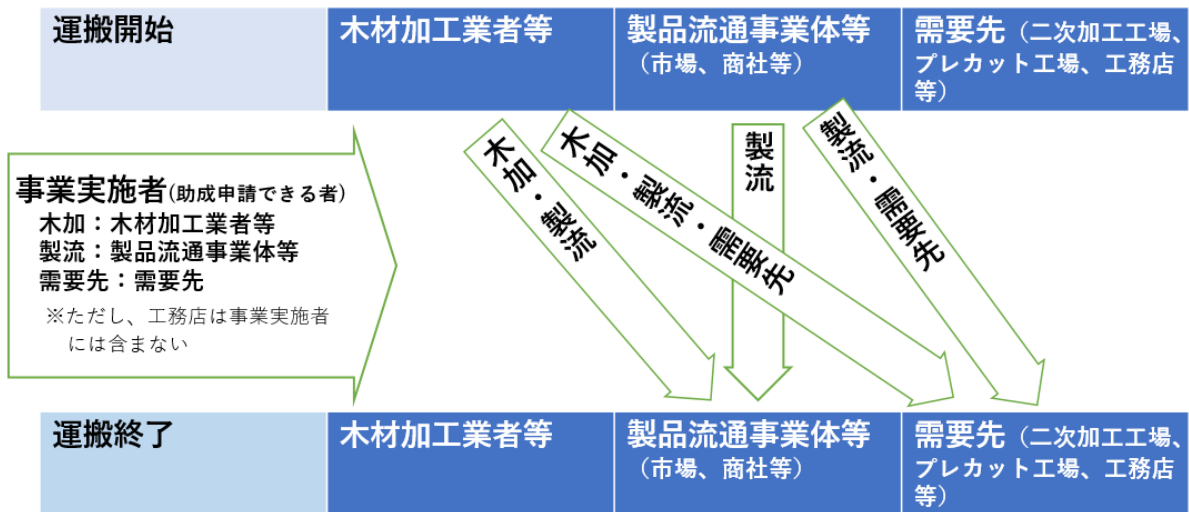 運搬開始
木材加工業者等
製品流通事業体等
（市場、商社等）
需要先（二次加工工場、
プレカット工場、工務店
等）
事業実施者(助成申請できる者)
木加：木材加工業者等
製流：製品流通事業体等
需要先：需要先
※ただし、工務店は事業実施者
には含まない
木加・製流
木加・製流・需要先
製流
製流・需要先
運搬終了
木材加工業者等
製品流通事業体等
（市場、商社等）
需要先（二次加工工場、
プレカット工場、工務店
等）